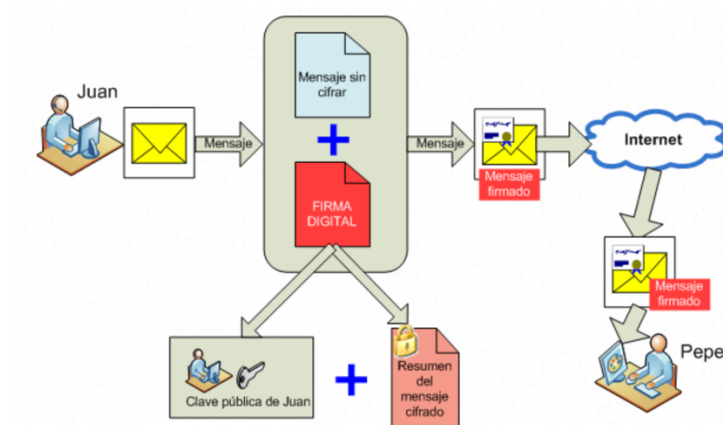 Juan
Mensaje
Mensaje sin
cifrar
FIRMA
DIGITAL
Mensaje
Mensaje
firmado
Internet
Mensaje
firmado
Pepe
Clave pública de Juan
Resumen
del
mensaje
cifrado